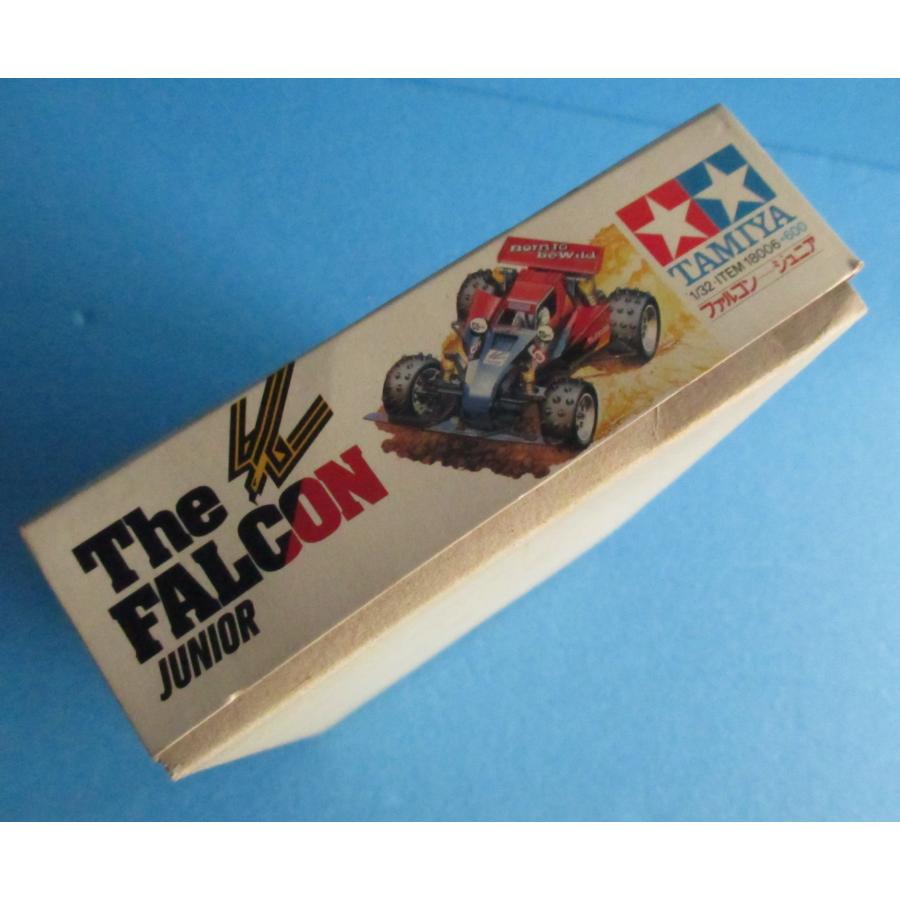 The
FALCON
JUNIOR
Born to
be Wild
TAMIYA
1/32 ITEM 18006-600
ファルコン ジュニア